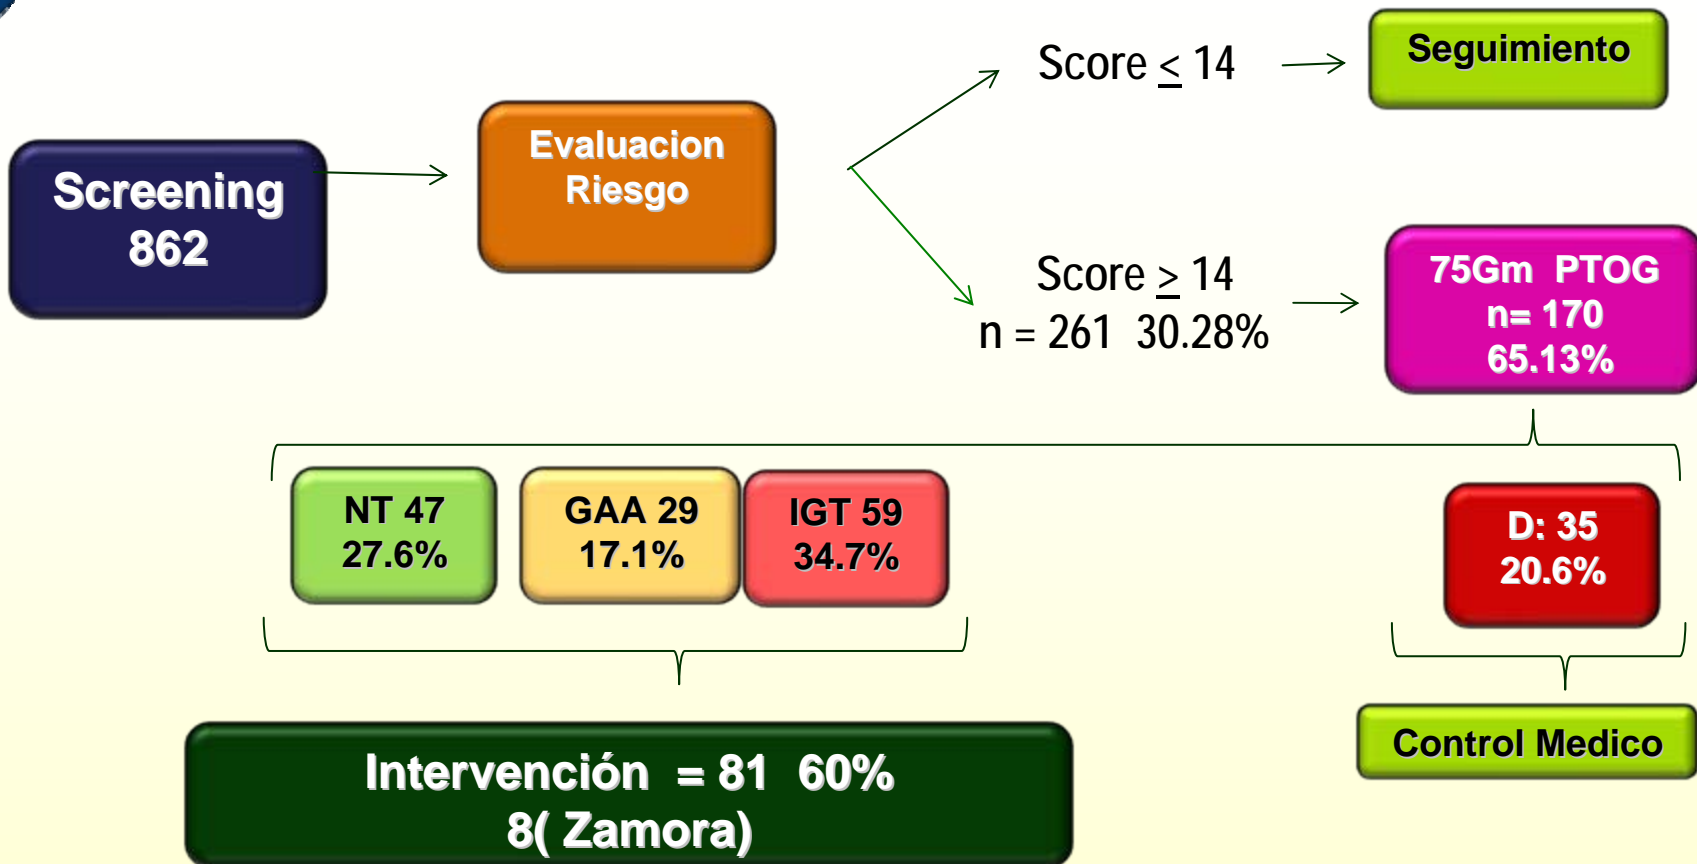 Screening
862
Evaluacion
Riesgo
Score ≤ 14
Seguimiento
Score ≥ 14
n = 261 30.28%
75Gm PTOG
n= 170
65.13%
NT 47
27.6%
GAA 29
17.1%
IGT 59
34.7%
D: 35
20.6%
Intervención = 81 60%
8( Zamora)
Control Medico